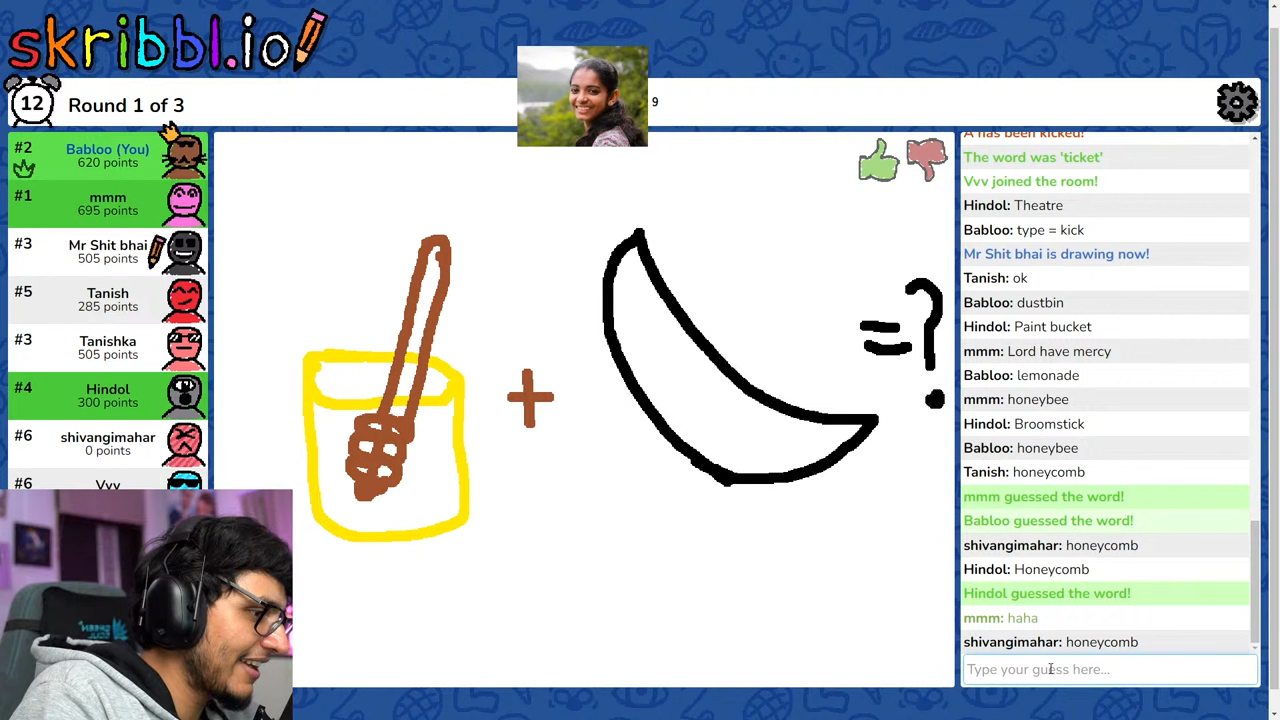 skribbl.io
12
Round 1 of 3
9
#2
Babloo (You)
620 points
#1
mmm
695 points
#3
Mr Shit bhai
505 points
#5
Tanish
285 points
#3
Tanishka
505 points
#4
Hindol
300 points
#6
shivangimahar
0 points
#6
Vvv
+
=?
A has been kicked!
The word was 'ticket'
Vvv joined the room!
Hindol: Theatre
Babloo: type = kick
Mr Shit bhai is drawing now!
Tanish: ok
Babloo: dustbin
Hindol: Paint bucket
mmm: Lord have mercy
Babloo: lemonade
mmm: honeybee
Hindol: Broomstick
Babloo: honeybee
Tanish: honeycomb
mmm guessed the word!
Babloo guessed the word!
shivangimahar: honeycomb
Hindol: Honeycomb
Hindol guessed the word!
mmm: haha
shivangimahar: honeycomb
Type your guess here...